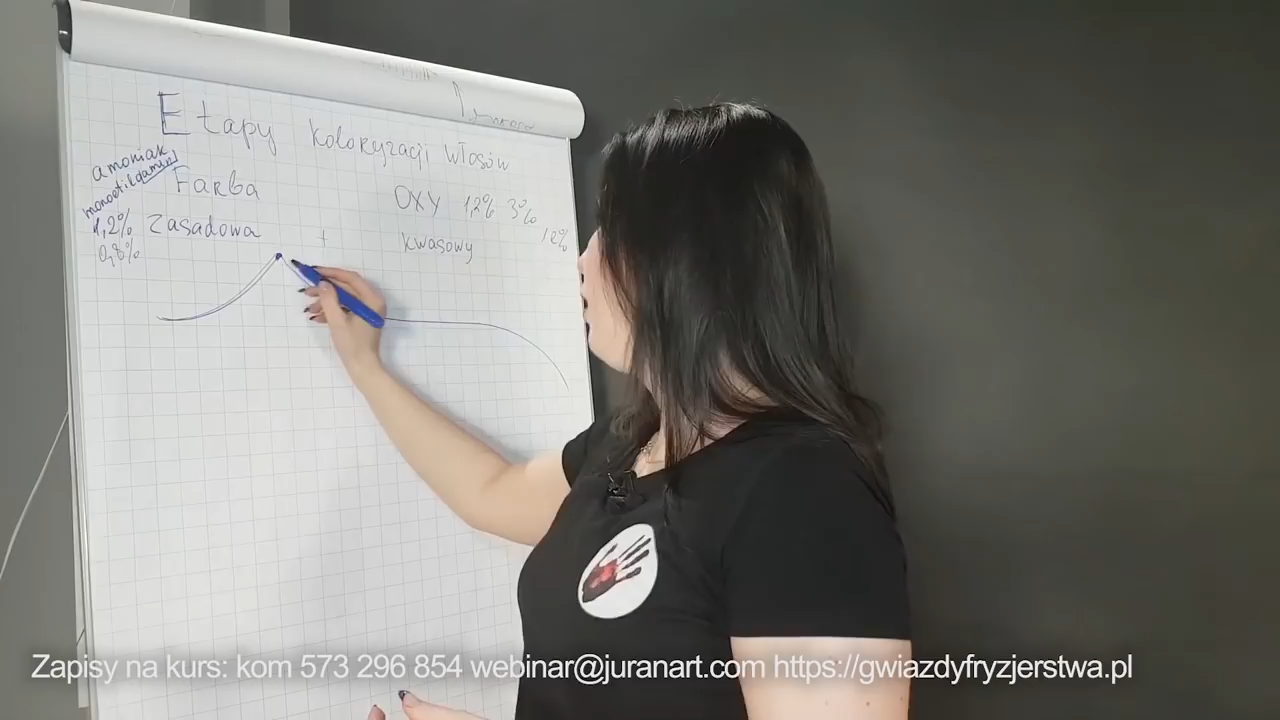 Etapy koloryzacji włosów
amoniak
Farba
OXY 1,2% 3%
12%
1,2% zasadowa + kwasowy
0,8%
Zapisy na kurs: kom 573 296 854 webinar@juranart.com https://gwiazdyfryzjerstwa.pl